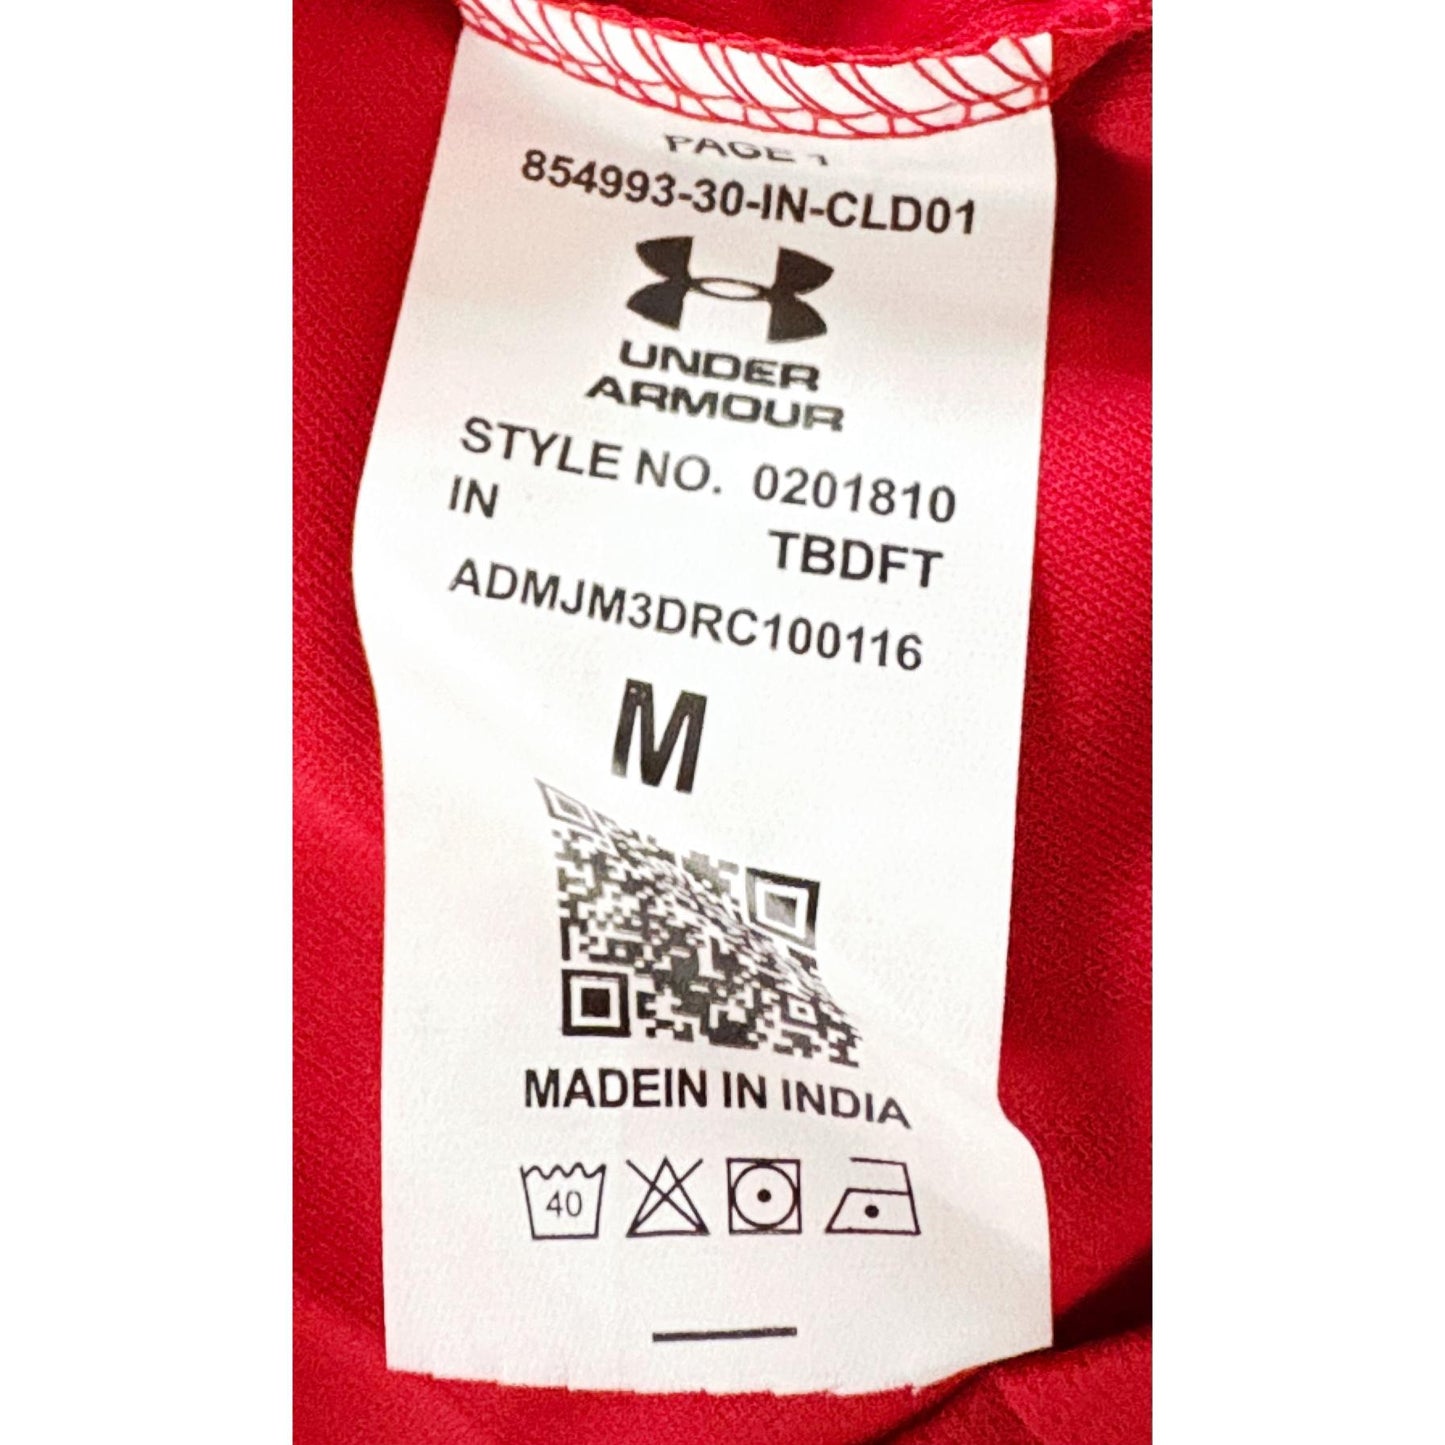 PAGE 1
854993-30-IN-CLD01
UNDER
ARMOUR
STYLE NO. 0201810
IN TBDFT
ADMJM3DRC100116
M
MADEIN IN INDIA
40